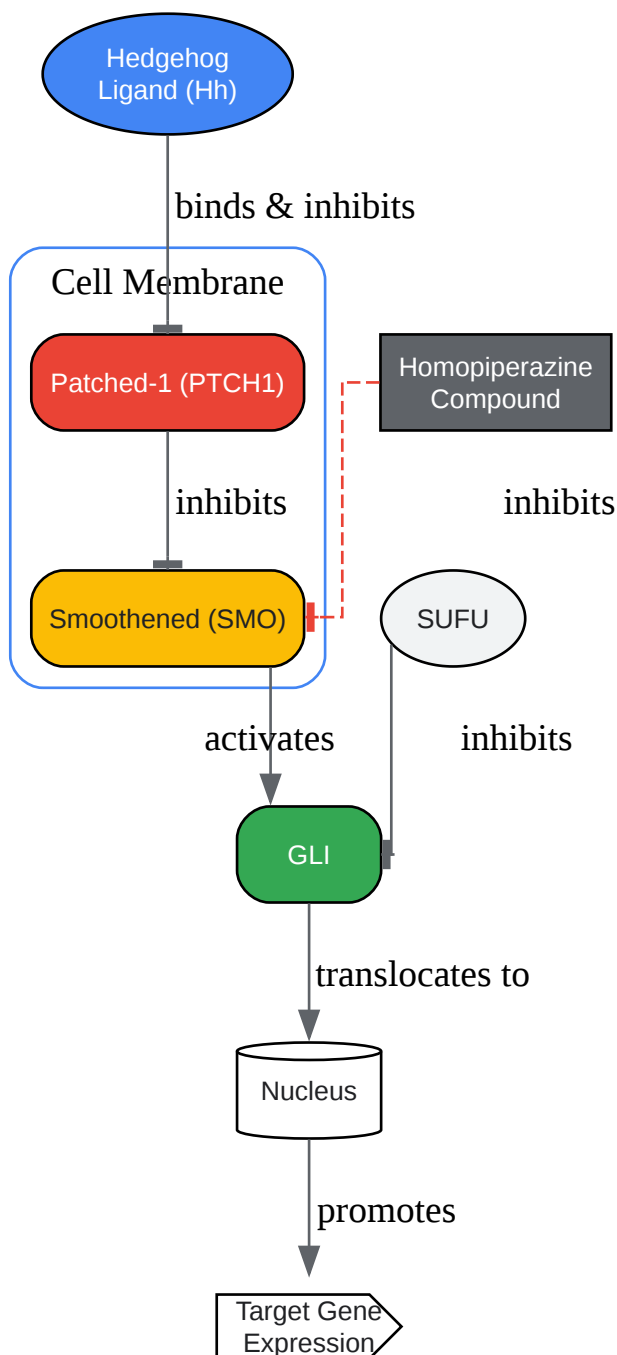 Hedgehog
Ligand (Hh)
binds & inhibits
Cell Membrane
Patched-1 (PTCH1)
Homopiperazine
Compound
inhibits
inhibits
Smoothened (SMO)
SUFU
activates
inhibits
GLI
translocates to
Nucleus
promotes
Target Gene
Expression